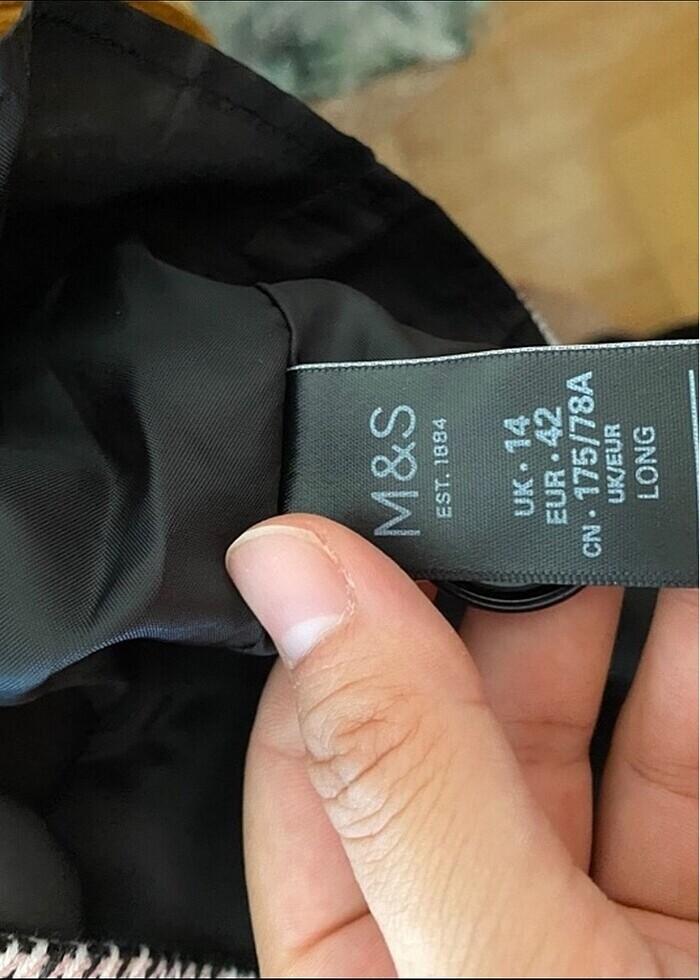 M&S
EST. 1884
UK · 14
EUR · 42
CN · 175/78A
UK/EUR
LONG